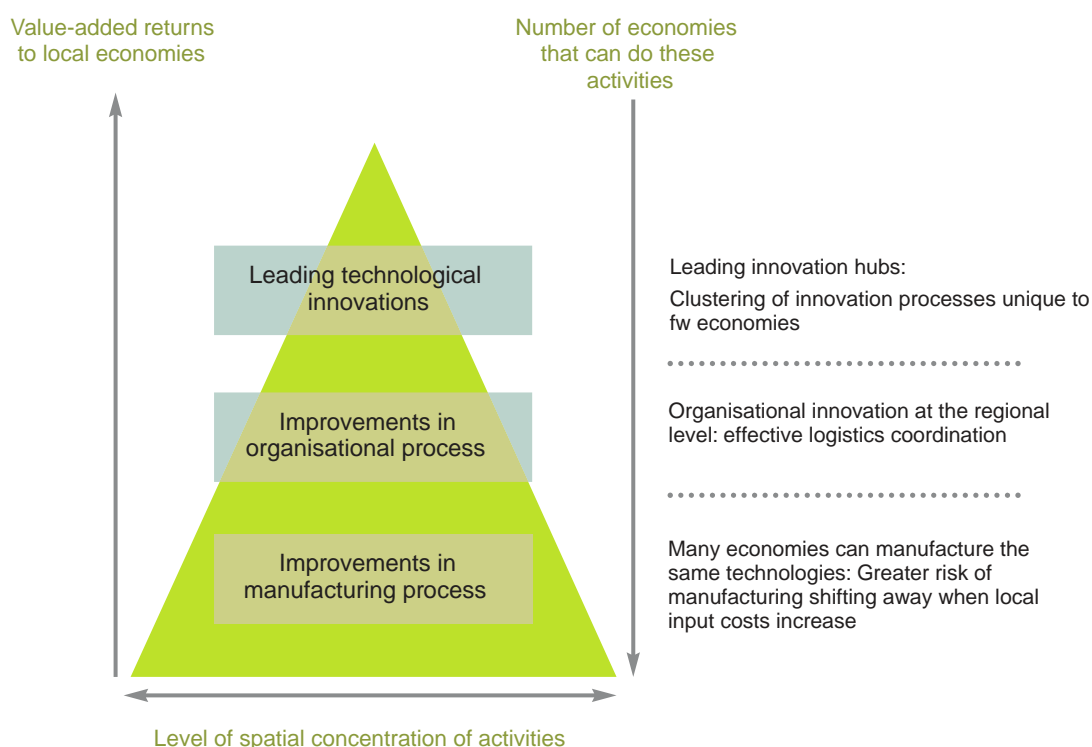 Value-added returns
to local economies
Number of economies
that can do these
activities
Leading technological
innovations
Leading innovation hubs:
Clustering of innovation processes unique to
fw economies
Improvements in
organisational process
Organisational innovation at the regional
level: effective logistics coordination
Improvements in
manufacturing process
Many economies can manufacture the
same technologies: Greater risk of
manufacturing shifting away when local
input costs increase
Level of spatial concentration of activities